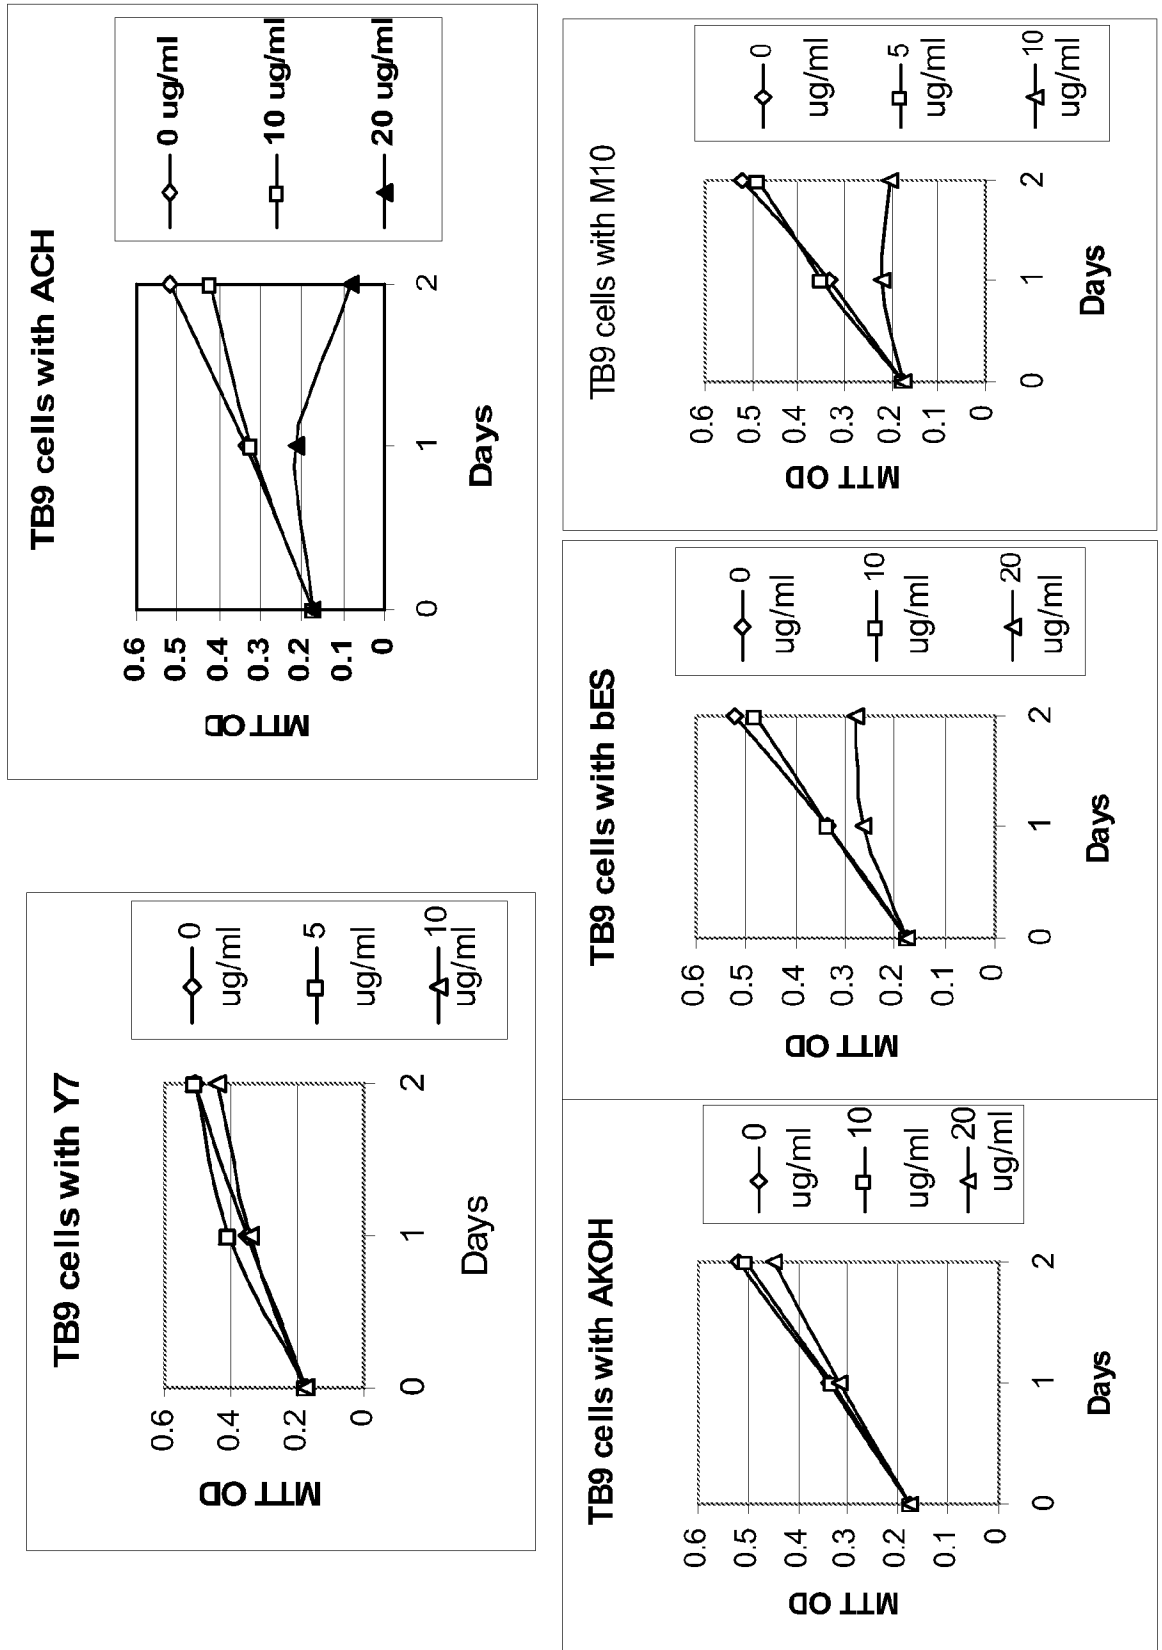 TB9 cells with Y7
MTT OD
0.6
0.4
0.2
0
0
1
2
Days
0
ug/ml
5
ug/ml
10
ug/ml
TB9 cells with ACH
MTT OD
0.6
0.5
0.4
0.3
0.2
0.1
0
0
1
2
Days
0 ug/ml
10 ug/ml
20 ug/ml
TB9 cells with AKOH
MTT OD
0.6
0.5
0.4
0.3
0.2
0.1
0
0
1
2
Days
0
ug/ml
10
ug/ml
20
ug/ml
TB9 cells with bES
MTT OD
0.6
0.5
0.4
0.3
0.2
0.1
0
0
1
2
Days
0
ug/ml
10
ug/ml
20
ug/ml
TB9 cells with M10
MTT OD
0.6
0.5
0.4
0.3
0.2
0.1
0
0
1
2
Days
0
ug/ml
5
ug/ml
10
ug/ml